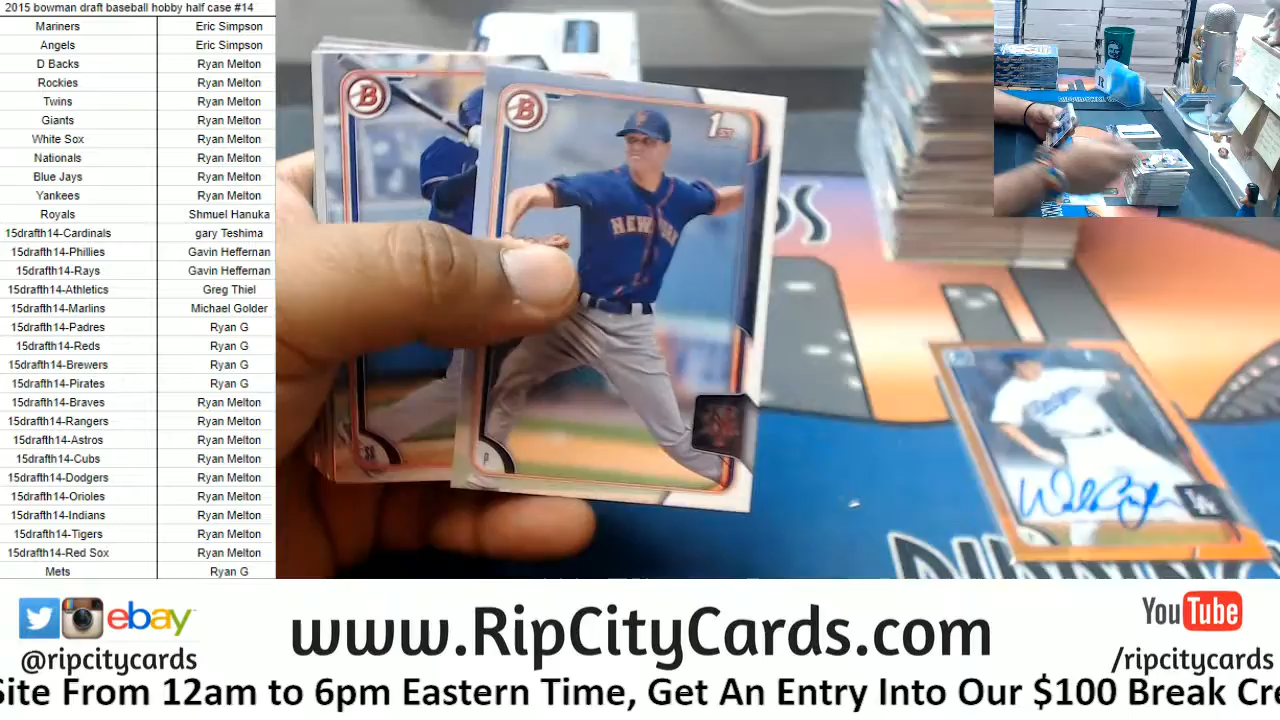 2015 bowman draft baseball hobby half case #14
Mariners Eric Simpson
Angels Eric Simpson
D Backs Ryan Melton
Rockies Ryan Melton
Twins Ryan Melton
Giants Ryan Melton
White Sox Ryan Melton
Nationals Ryan Melton
Blue Jays Ryan Melton
Yankees Ryan Melton
Royals Shmuel Hanuka
15drafth14-Cardinals gary Teshima
15drafth14-Phillies Gavin Heffernan
15drafth14-Rays Gavin Heffernan
15drafth14-Athletics Greg Thiel
15drafth14-Marlins Michael Golder
15drafth14-Padres Ryan G
15drafth14-Reds Ryan G
15drafth14-Brewers Ryan G
15drafth14-Pirates Ryan G
15drafth14-Braves Ryan Melton
15drafth14-Rangers Ryan Melton
15drafth14-Astros Ryan Melton
15drafth14-Cubs Ryan Melton
15drafth14-Dodgers Ryan Melton
15drafth14-Orioles Ryan Melton
15drafth14-Indians Ryan Melton
15drafth14-Tigers Ryan Melton
15drafth14-Red Sox Ryan Melton
Mets Ryan G
B
B
1ST
P
ebay
@ripcitycards
www.RipCityCards.com
YouTube
/ripcitycards
Site From 12am to 6pm Eastern Time, Get An Entry Into Our $100 Break Cre